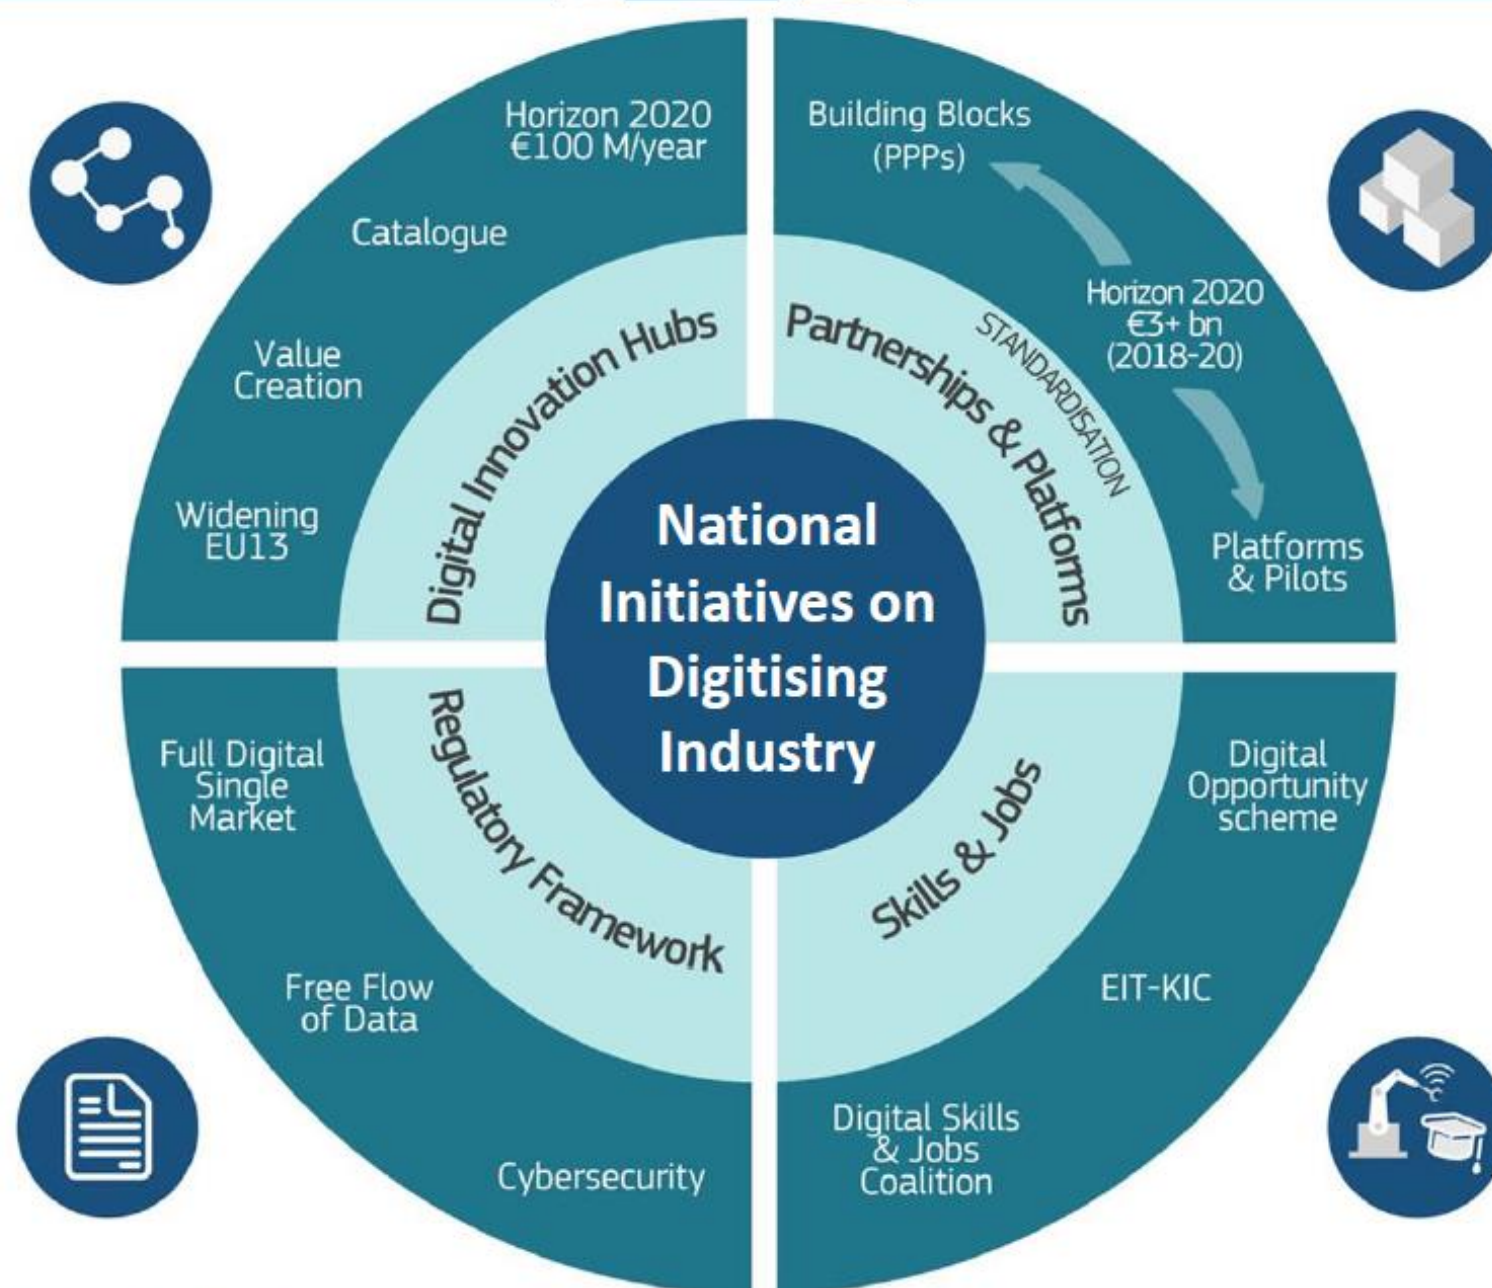 Horizon 2020
€100 M/year
Catalogue
Value
Creation
Widening
EU13
Digital Innovation Hubs
Building Blocks
(PPPs)
Horizon 2020
€3+ bn
(2018-20)
Platforms
& Pilots
STANDARDISATION
Partnerships & Platforms
National
Initiatives on
Digitising
Industry
Full Digital
Single
Market
Free Flow
of Data
Cybersecurity
Regulatory Framework
Skills & Jobs
Digital
Opportunity
scheme
EIT-KIC
Digital Skills
& Jobs
Coalition